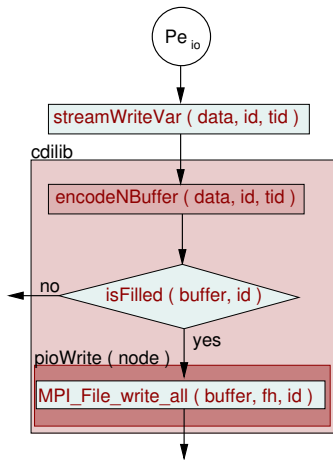 Pe io
streamWriteVar ( data, id, tid )
cdilib
encodeNBuffer ( data, id, tid )
no
isFilled ( buffer, id )
yes
pioWrite ( node )
MPI_File_write_all ( buffer, fh, id )